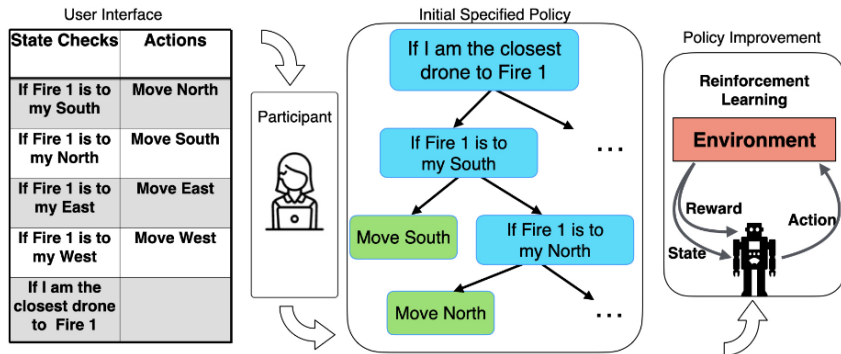 User Interface
State Checks Actions
If Fire 1 is to Move North
my South
If Fire 1 is to Move South
my North
If Fire 1 is to Move East
my East
If Fire 1 is to Move West
my West
If I am the
closest drone
to Fire 1
Participant
Initial Specified Policy
If I am the closest
drone to Fire 1
If Fire 1 is to
my South
...
Move South
If Fire 1 is to
my North
Move North
...
Policy Improvement
Reinforcement
Learning
Environment
Reward
Action
State